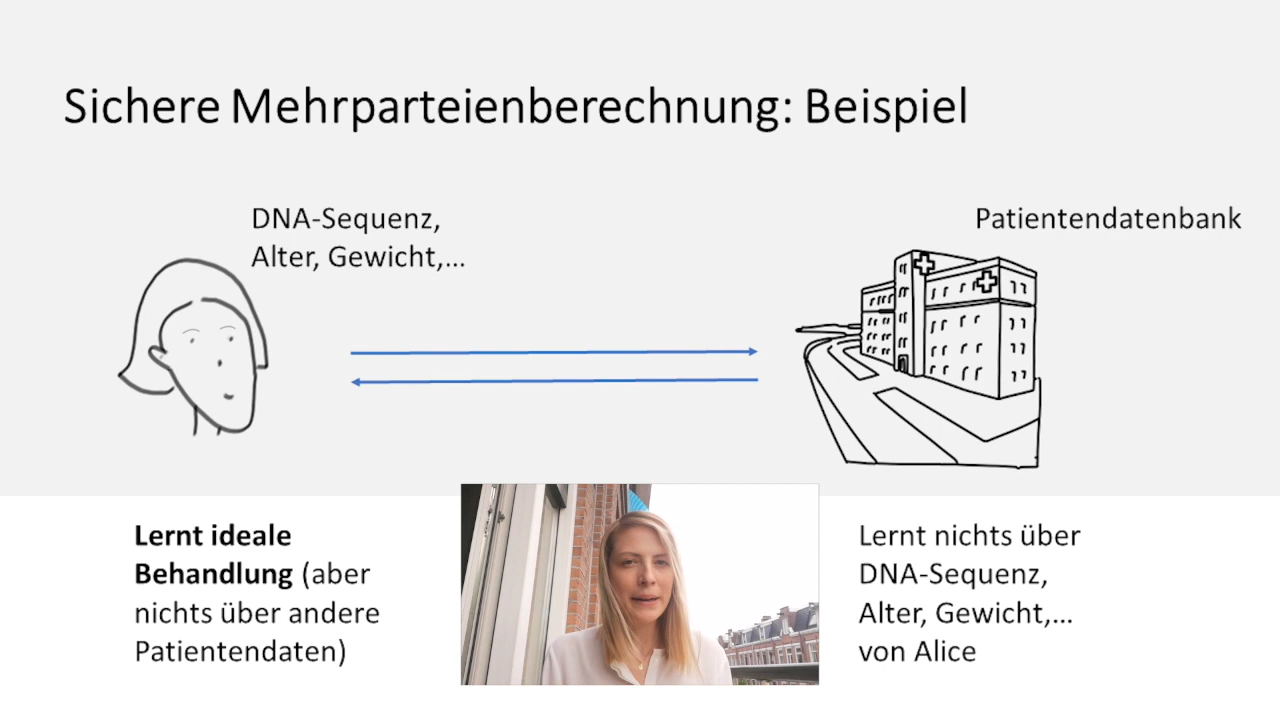 Sichere Mehrparteienberechnung: Beispiel
DNA-Sequenz,
Alter, Gewicht,...
Patientendatenbank
Lernt ideale
Behandlung (aber
nichts über andere
Patientendaten)
Lernt nichts über
DNA-Sequenz,
Alter, Gewicht,...
von Alice